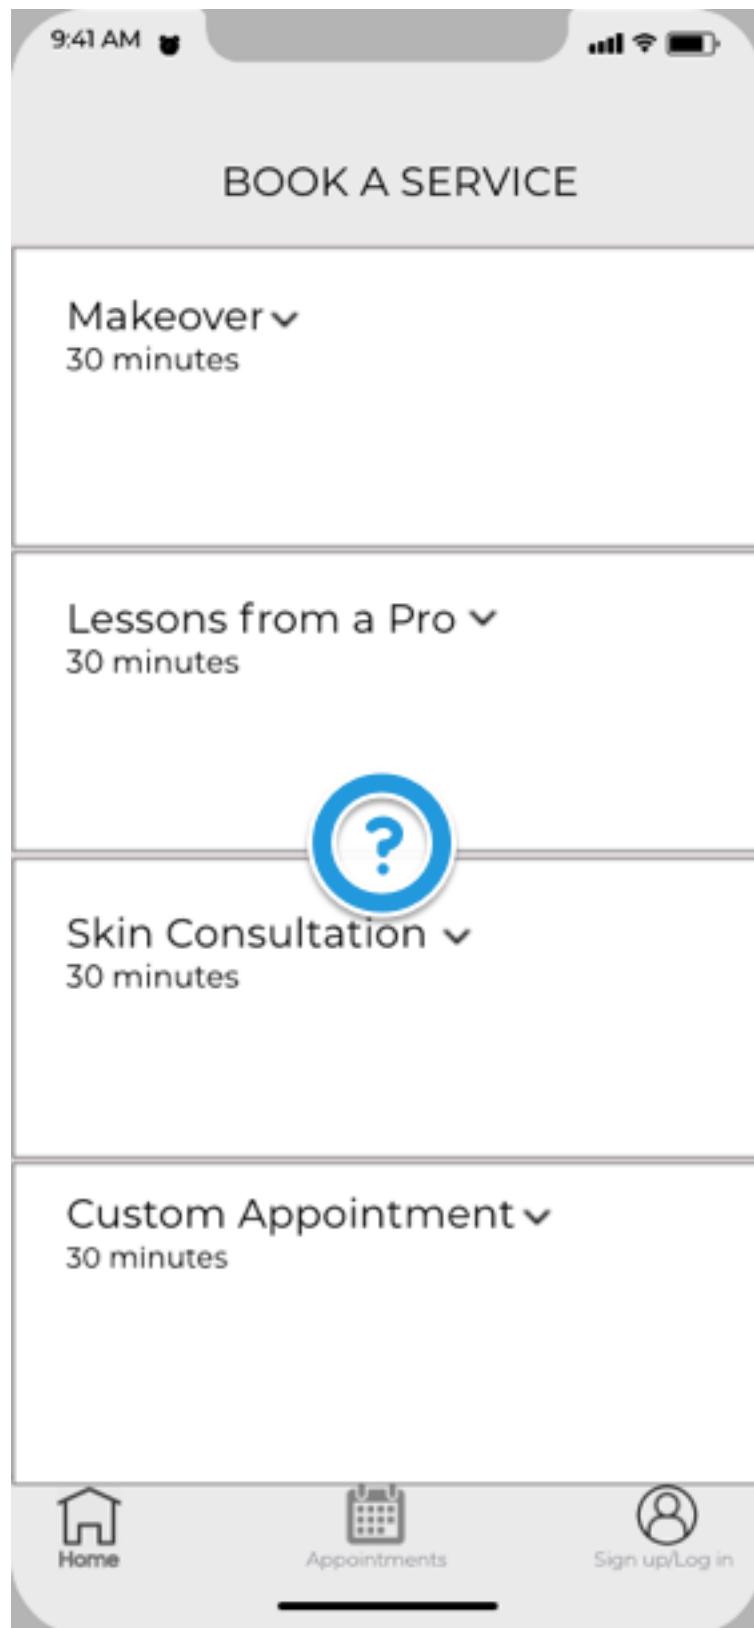 9:41 AM
BOOK A SERVICE
Makeover
30 minutes
Lessons from a Pro
30 minutes
?
Skin Consultation
30 minutes
Custom Appointment
30 minutes
Home
Appointments
Sign up/Log in